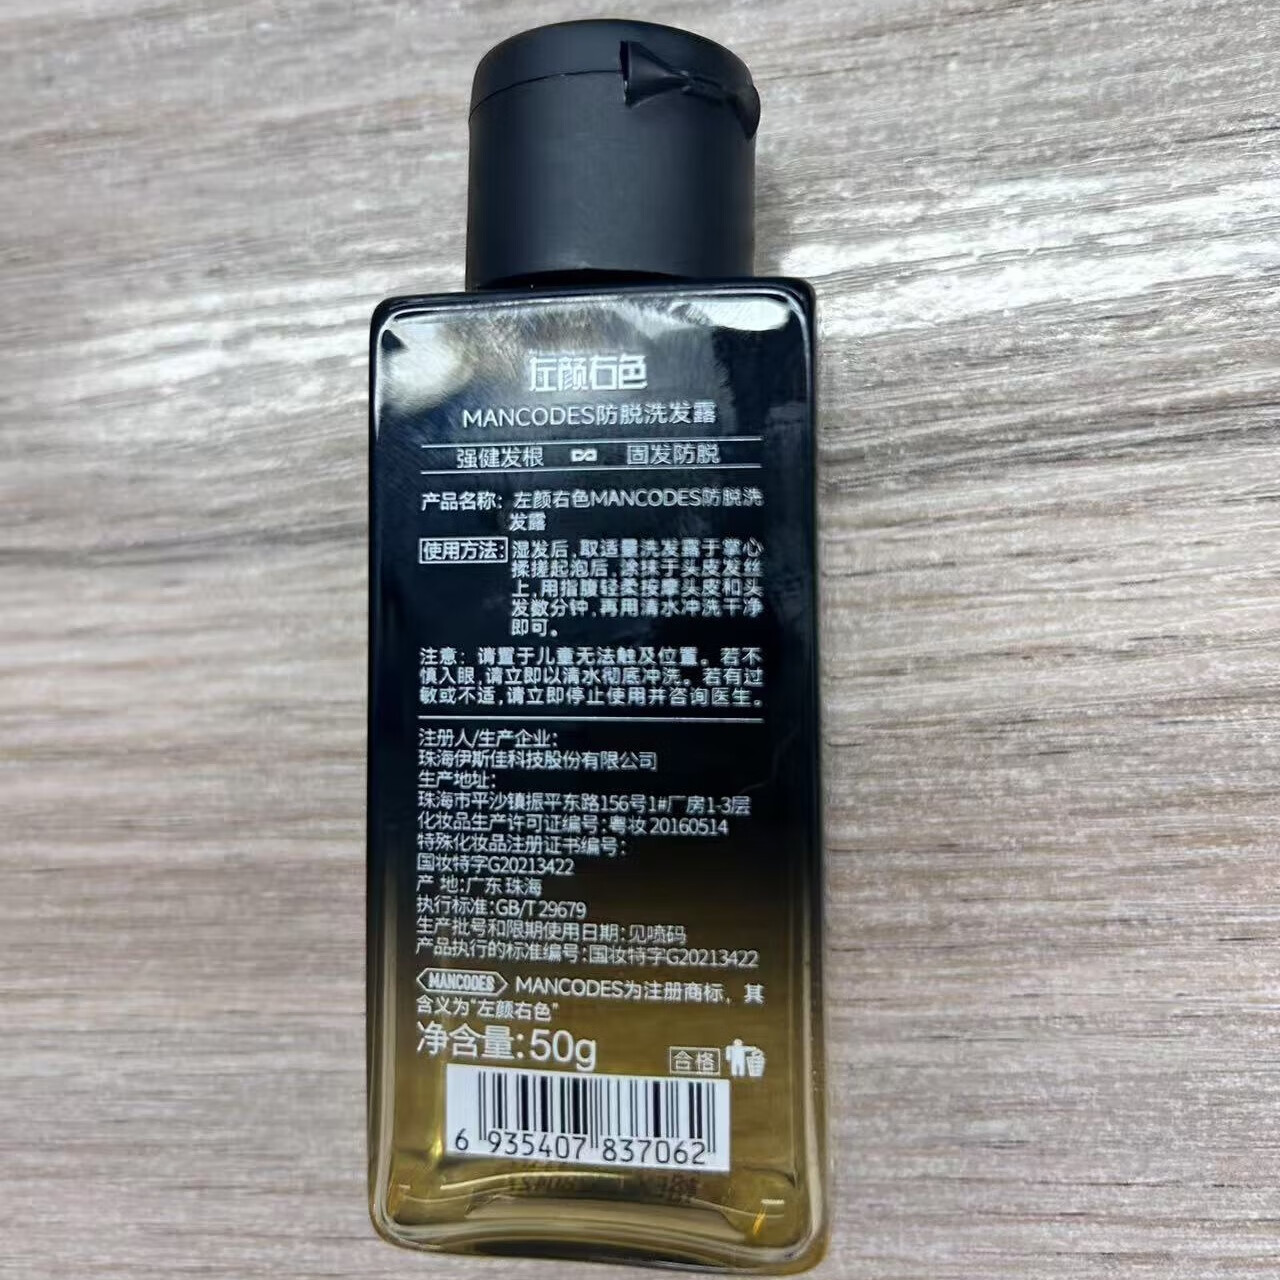 左颜右色
MANCODES防脱洗发露
强健发根 固发防脱
产品名称: 左颜右色MANCODES防脱洗
发露
使用方法: 湿发后,取适量洗发露于掌心
揉搓起泡后,涂抹于头皮发丝
上,用指腹轻柔按摩头皮和头
发数分钟,再用清水冲洗干净
即可。
注意: 请置于儿童无法触及位置。若不
慎入眼,请立即以清水彻底冲洗。若有过
敏或不适,请立即停止使用并咨询医生。
注册人/生产企业:
珠海伊斯佳科技股份有限公司
生产地址:
珠海市平沙镇振平东路156号1#厂房1-3层
化妆品生产许可证编号:粤妆20160514
特殊化妆品注册证书编号:
国妆特字G20213422
产 地:广东 珠海
执行标准:GB/T 29679
生产批号和限期使用日期:见喷码
产品执行的标准编号:国妆特字G20213422
MANCODES MANCODES为注册商标,其
含义为“左颜右色”
净含量:50g
合格
6 935407 837062